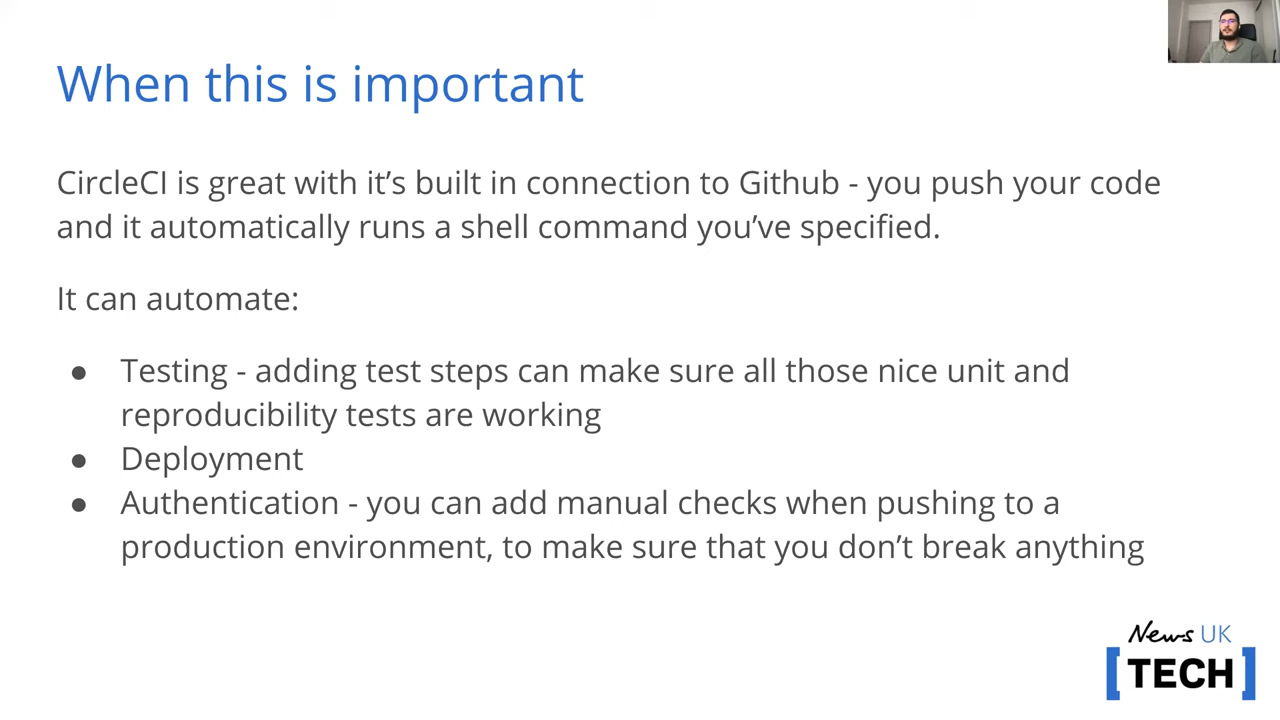 When this is important
CircleCI is great with it’s built in connection to Github - you push your code
and it automatically runs a shell command you’ve specified.
It can automate:
● Testing - adding test steps can make sure all those nice unit and
reproducibility tests are working
● Deployment
● Authentication - you can add manual checks when pushing to a
production environment, to make sure that you don’t break anything
News UK
[TECH]